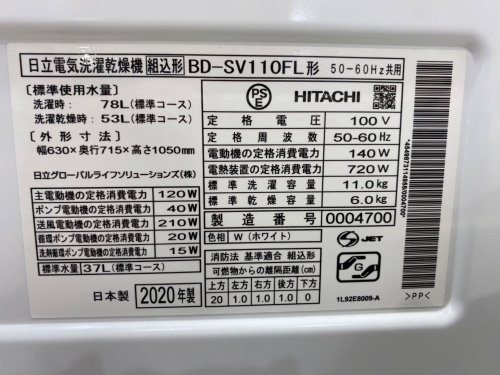 日立電気洗濯乾燥機 組込形 BD-SV110FL形 50-60Hz共用
〔標準使用水量〕
洗濯時: 78L(標準コース)
洗濯乾燥時: 53L(標準コース)
〔外形寸法〕
幅630×奥行715×高さ1050mm
日立グローバルライフソリューションズ(株)
主電動機の定格消費電力 120W
ポンプ電動機の定格消費電力 40W
送風電動機の定格消費電力 210W
循環ポンプ電動機の定格消費電力 20W
洗剤循環ポンプ電動機の定格消費電力 15W
標準水量 37L(標準コース)
日本製 2020年製
PS
E
HITACHI
定格電圧 100V
定格周波数 50-60Hz
電動機の定格消費電力 140W
電熱装置の定格消費電力 720W
標準洗濯容量 11.0kg
標準乾燥容量 6.0kg
製造番号 0004700
色相 W(ホワイト)
S JET
消防法 基準適合 組込形
可燃物からの離隔距離(cm)
上方 左方 右方 前方 後方 下方
20 1.0 1.0 1.0 0
G
1L92E8009-A
>PP<